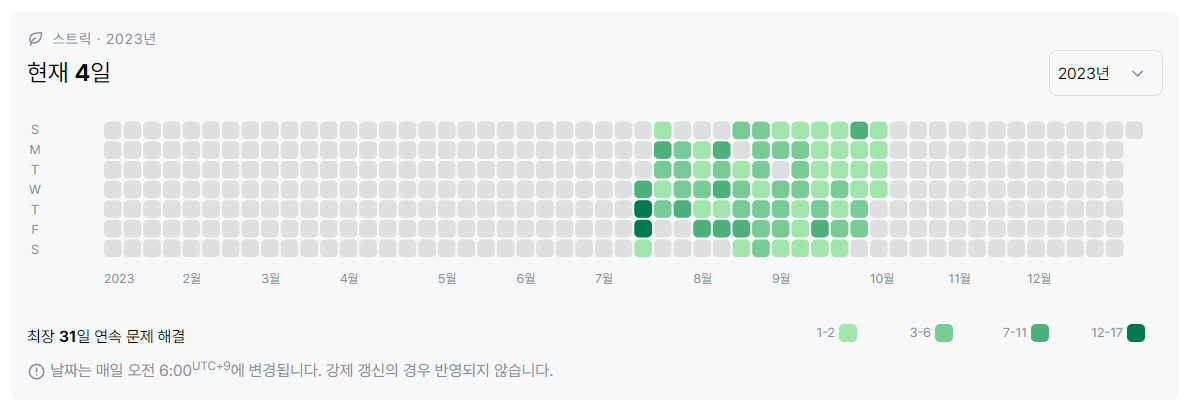 스트릭 · 2023년
현재 4일
2023년
S
M
T
W
T
F
S
2023 2월 3월 4월 5월 6월 7월 8월 9월 10월 11월 12월
최장 31일 연속 문제 해결
1-2 3-6 7-11 12-17
날짜는 매일 오전 6:00UTC+9에 변경됩니다. 강제 갱신의 경우 반영되지 않습니다.